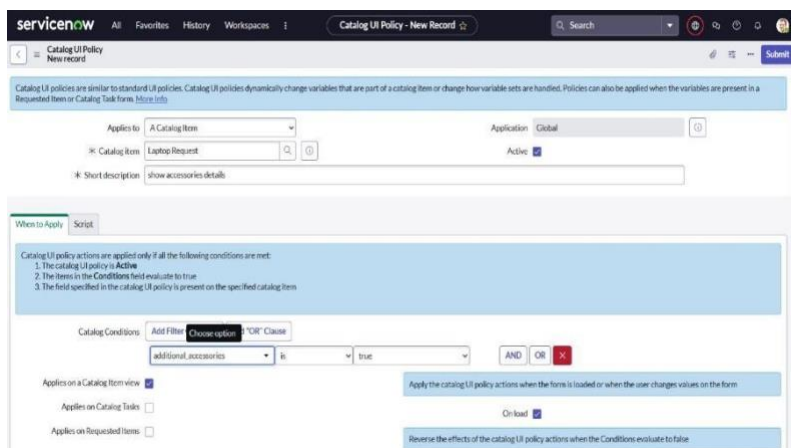 servicenow All Favorites History Workspaces Catalog UI Policy - New Record Search
Catalog UI Policy
New record
Submit
Catalog UI policies are similar to standard UI policies. Catalog UI policies dynamically change variables that are part of a catalog item or change how variable sets are handled. Policies can also be applied when the variables are present in a
Requested Item or Catalog Task form. More Info
Applies to A Catalog Item Application Global
* Catalog item Laptop Request Active
* Short description show accessories details
When to Apply Script
Catalog UI policy actions are applied only if all the following conditions are met:
1. The catalog UI policy is Active
2. The items in the Conditions field evaluate to true
3. The field specified in the catalog UI policy is present on the specified catalog item
Catalog Conditions Add Filter Choose option "OR" Clause
additional_accessories is true AND OR X
Applies on a Catalog Item view Apply the catalog UI policy actions when the form is loaded or when the user changes values on the form
Applies on Catalog Tasks On load
Applies on Requested Items Reverse the effects of the catalog UI policy actions when the Conditions evaluate to false